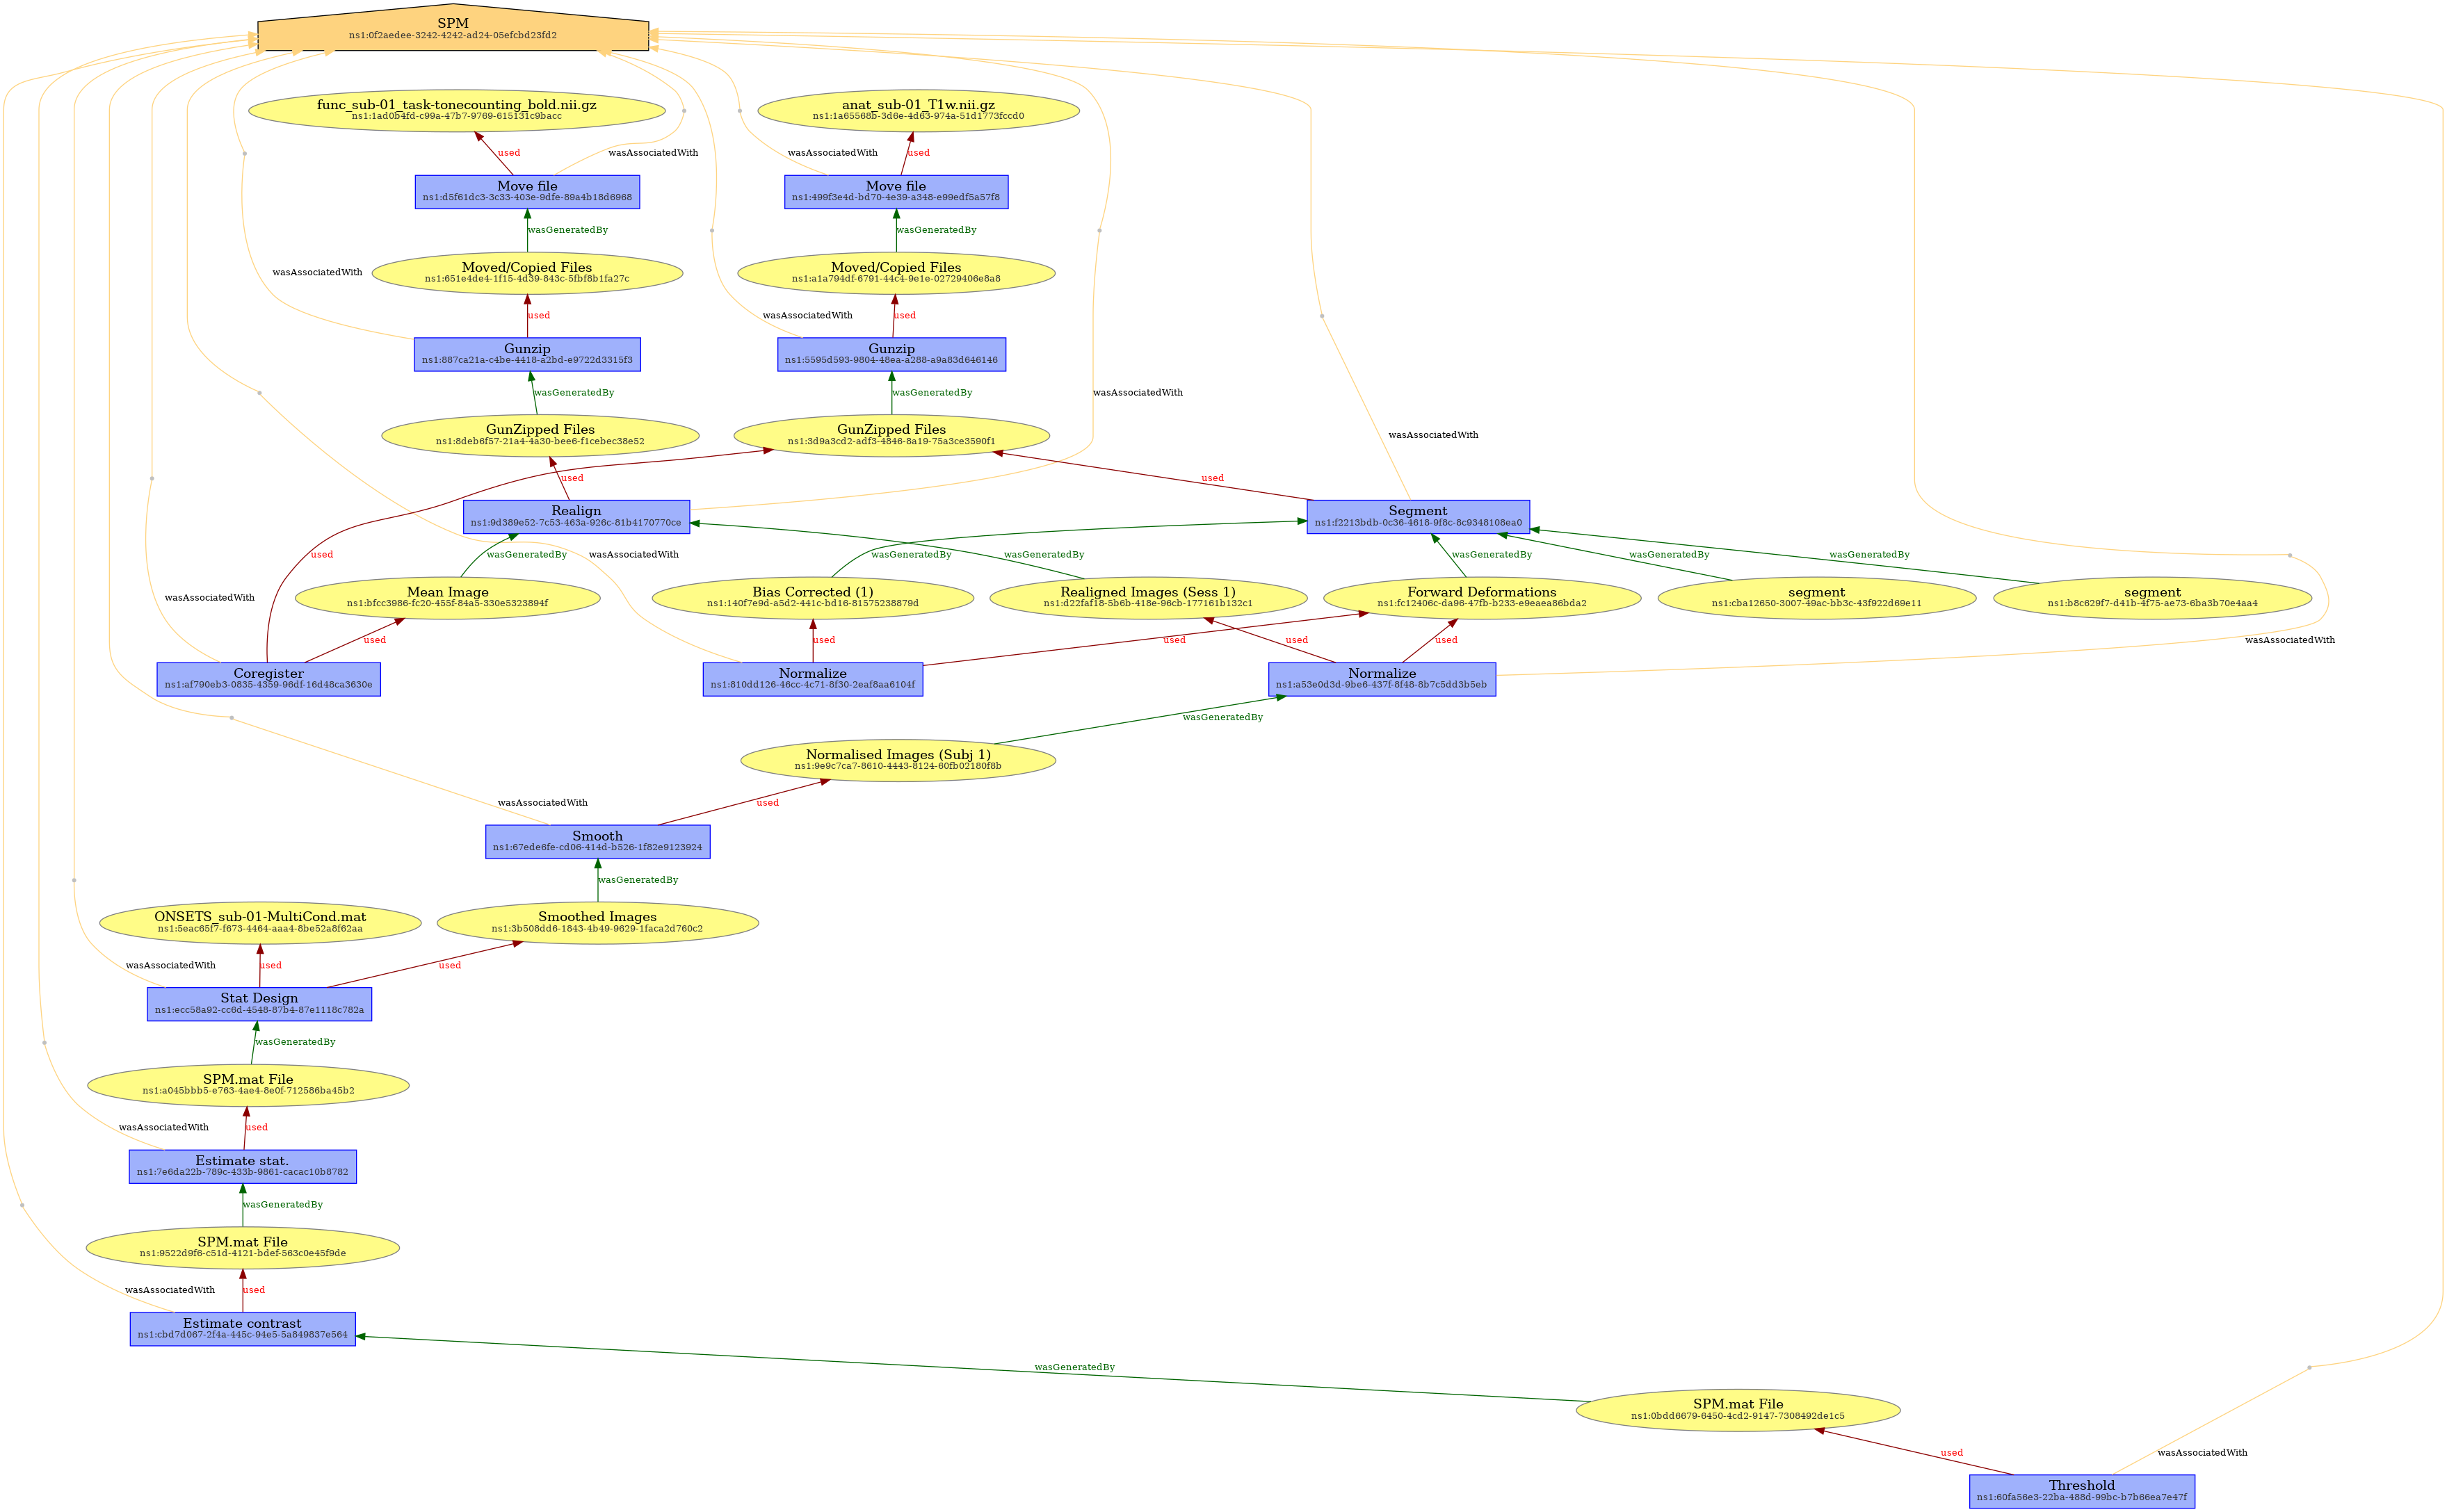 SPM
ns1:0f2aedee-3242-4242-ad24-05efcbd23fd2
func_sub-01_task-tonecounting_bold.nii.gz
ns1:1ad0b4fd-c99a-47b7-9769-615131c9bacc
anat_sub-01_T1w.nii.gz
ns1:1a65568b-3d6e-4d63-974a-51d1773fccd0
used
wasAssociatedWith
wasAssociatedWith
used
Move file
ns1:d5f61dc3-3c33-403e-9dfe-89a4b18d6968
Move file
ns1:499f3e4d-bd70-4e39-a348-e99edf5a57f8
wasGeneratedBy
wasGeneratedBy
Moved/Copied Files
ns1:651e4de4-1f15-4d39-843c-5fbf8b1fa27c
Moved/Copied Files
ns1:a1a794df-6791-44c4-9e1e-02729406e8a8
wasAssociatedWith
used
wasAssociatedWith
used
Gunzip
ns1:887ca21a-c4be-4418-a2bd-e9722d3315f3
Gunzip
ns1:5595d593-9804-48ea-a288-a9a83d646146
wasGeneratedBy
wasGeneratedBy
wasAssociatedWith
GunZipped Files
ns1:8deb6f57-21a4-4a30-bee6-f1cebec38e52
GunZipped Files
ns1:3d9a3cd2-adf3-4846-8a19-75a3ce3590f1
wasAssociatedWith
used
used
Realign
ns1:9d389e52-7c53-463a-926c-81b4170770ce
Segment
ns1:f2213bdb-0c36-4618-9f8c-8c9348108ea0
used
wasGeneratedBy
wasAssociatedWith
wasGeneratedBy
wasGeneratedBy
wasGeneratedBy
wasGeneratedBy
wasGeneratedBy
Mean Image
ns1:bfcc3986-fc20-455f-84a5-330e5323894f
Bias Corrected (1)
ns1:140f7e9d-a5d2-441c-bd16-81575238879d
Realigned Images (Sess 1)
ns1:d22faf18-5b6b-418e-96cb-177161b132c1
Forward Deformations
ns1:fc12406c-da96-47fb-b233-e9eaea86bda2
segment
ns1:cba12650-3007-49ac-bb3c-43f922d69e11
segment
ns1:b8c629f7-d41b-4f75-ae73-6ba3b70e4aa4
wasAssociatedWith
used
used
used
used
used
wasAssociatedWith
Coregister
ns1:af790eb3-0835-4359-96df-16d48ca3630e
Normalize
ns1:810dd126-46cc-4c71-8f30-2eaf8aa6104f
Normalize
ns1:a53e0d3d-9be6-437f-8f48-8b7c5dd3b5eb
wasGeneratedBy
Normalised Images (Subj 1)
ns1:9e9c7ca7-8610-4443-8124-60fb02180f8b
wasAssociatedWith
used
Smooth
ns1:67ede6fe-cd06-414d-b526-1f82e9123924
wasGeneratedBy
ONSETS_sub-01-MultiCond.mat
ns1:5eac65f7-f673-4464-aaa4-8be52a8f62aa
Smoothed Images
ns1:3b508dd6-1843-4b49-9629-1faca2d760c2
wasAssociatedWith
used
used
Stat Design
ns1:ecc58a92-cc6d-4548-87b4-87e1118c782a
wasGeneratedBy
SPM.mat File
ns1:a045bbb5-e763-4ae4-8e0f-712586ba45b2
wasAssociatedWith
used
Estimate stat.
ns1:7e6da22b-789c-433b-9861-cacac10b8782
wasGeneratedBy
SPM.mat File
ns1:9522d9f6-c51d-4121-bdef-563c0e45f9de
wasAssociatedWith
used
Estimate contrast
ns1:cbd7d067-2f4a-445c-94e5-5a849837e564
wasGeneratedBy
SPM.mat File
ns1:0bdd6679-6450-4cd2-9147-7308492de1c5
used
wasAssociatedWith
Threshold
ns1:60fa56e3-22ba-488d-99bc-b7b66ea7e47f